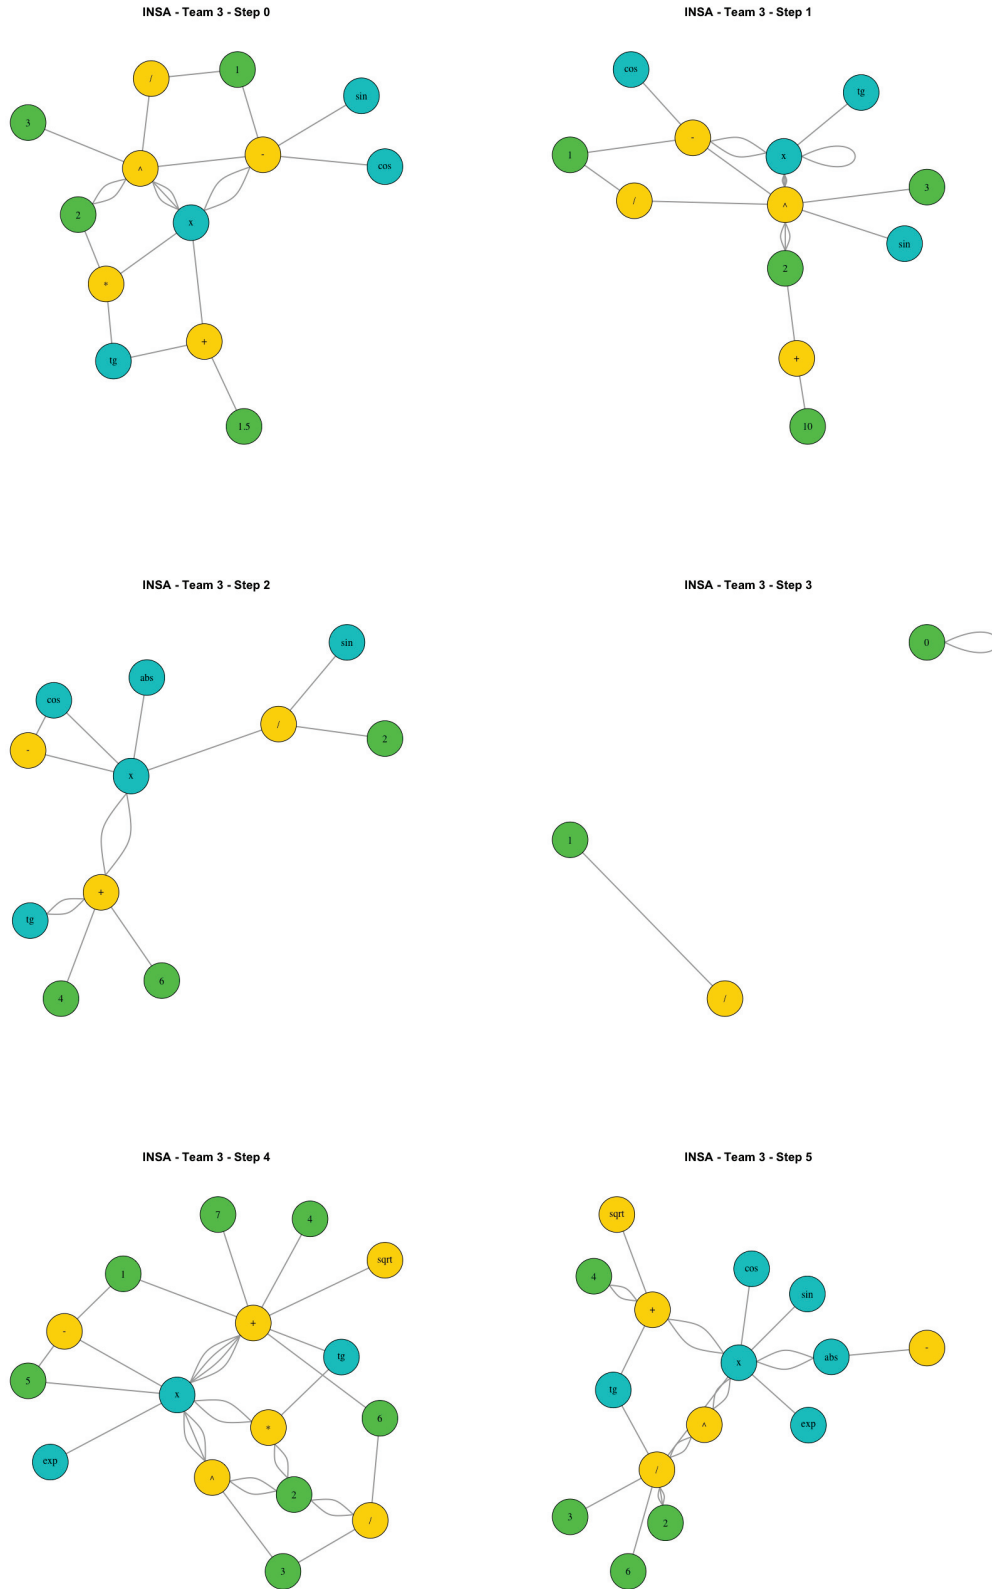 INSA - Team 3 - Step 0
/
1
sin
3
-
cos
^
2
x
*
+
tg
1.5
INSA - Team 3 - Step 1
cos
tg
-
1
x
3
/
^
sin
2
+
10
INSA - Team 3 - Step 2
sin
abs
cos
/
2
-
x
+
tg
6
4
INSA - Team 3 - Step 3
0
1
/
INSA - Team 3 - Step 4
7
4
sqrt
1
+
-
tg
5
x
6
*
exp
^
2
/
3
INSA - Team 3 - Step 5
sqrt
cos
4
sin
+
-
abs
x
tg
^
exp
/
3
2
6